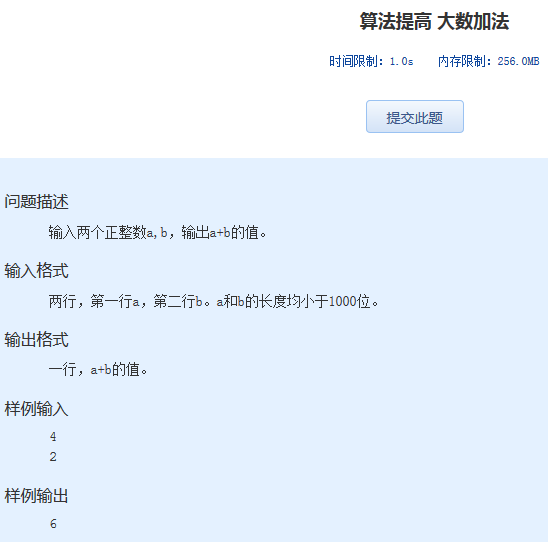 算法提高 大数加法
时间限制：1.0s 内存限制：256.0MB
提交此题
问题描述
输入两个正整数a,b，输出a+b的值。
输入格式
两行，第一行a，第二行b。a和b的长度均小于1000位。
输出格式
一行，a+b的值。
样例输入
4
2
样例输出
6